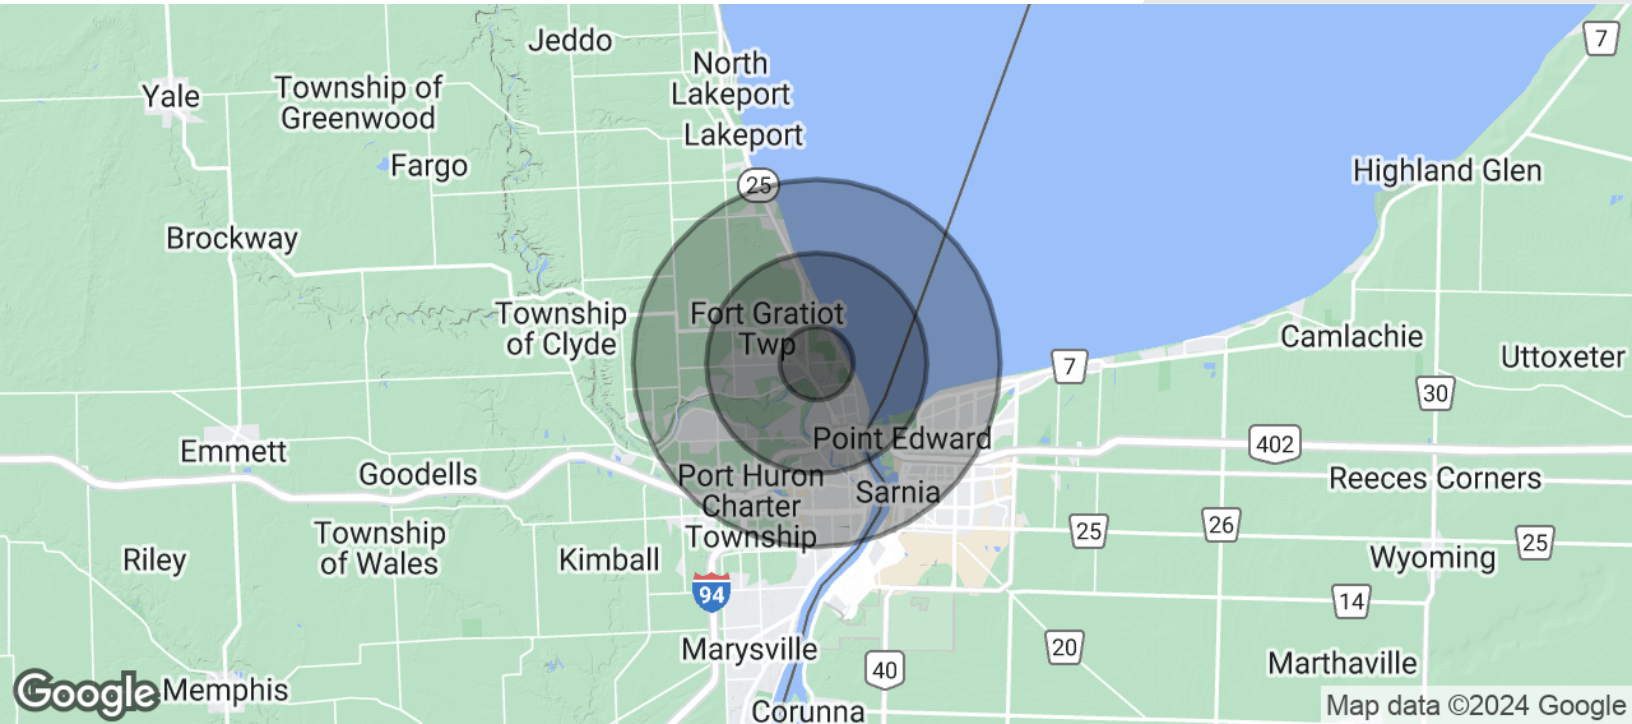 Jeddo
7
North
Lakeport
Yale
Township of
Greenwood
Lakeport
Fargo
Highland Glen
25
Brockway
Township
of Clyde
Fort Gratiot
Twp
Camlachie
Uttoxeter
7
30
Emmett
Point Edward
402
Goodells
Port Huron
Charter
Township
Sarnia
Reeces Corners
25
26
25
Township
of Wales
Riley
Kimball
Wyoming
94
14
Marysville
20
40
Marthaville
Google
Memphis
Corunna
Map data ©2024 Google